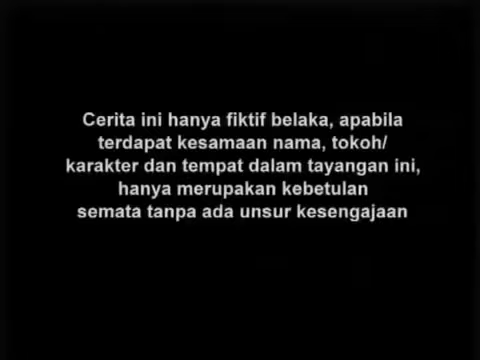 Cerita ini hanya fiktif belaka, apabila
terdapat kesamaan nama, tokoh/
karakter dan tempat dalam tayangan ini,
hanya merupakan kebetulan
semata tanpa ada unsur kesengajaan